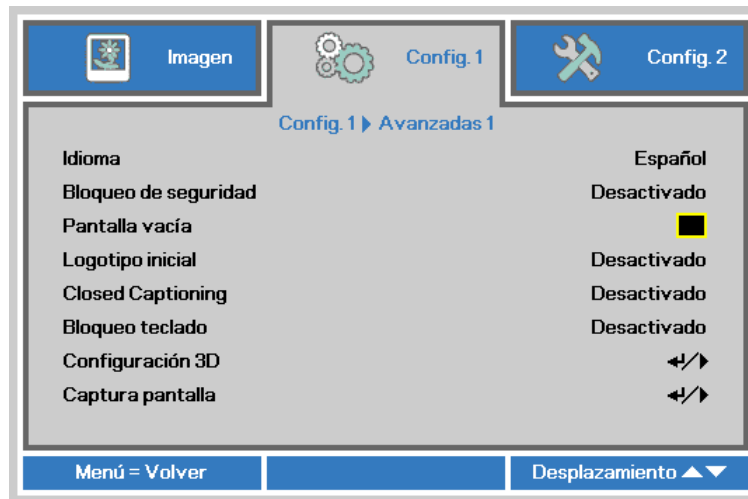 Imagen
Config. 1
Config. 2
Config. 1 Avanzadas 1
Idioma Español
Bloqueo de seguridad Desactivado
Pantalla vacía
Logotipo inicial Desactivado
Closed Captioning Desactivado
Bloqueo teclado Desactivado
Configuración 3D
Captura pantalla
Menú = Volver
Desplazamiento